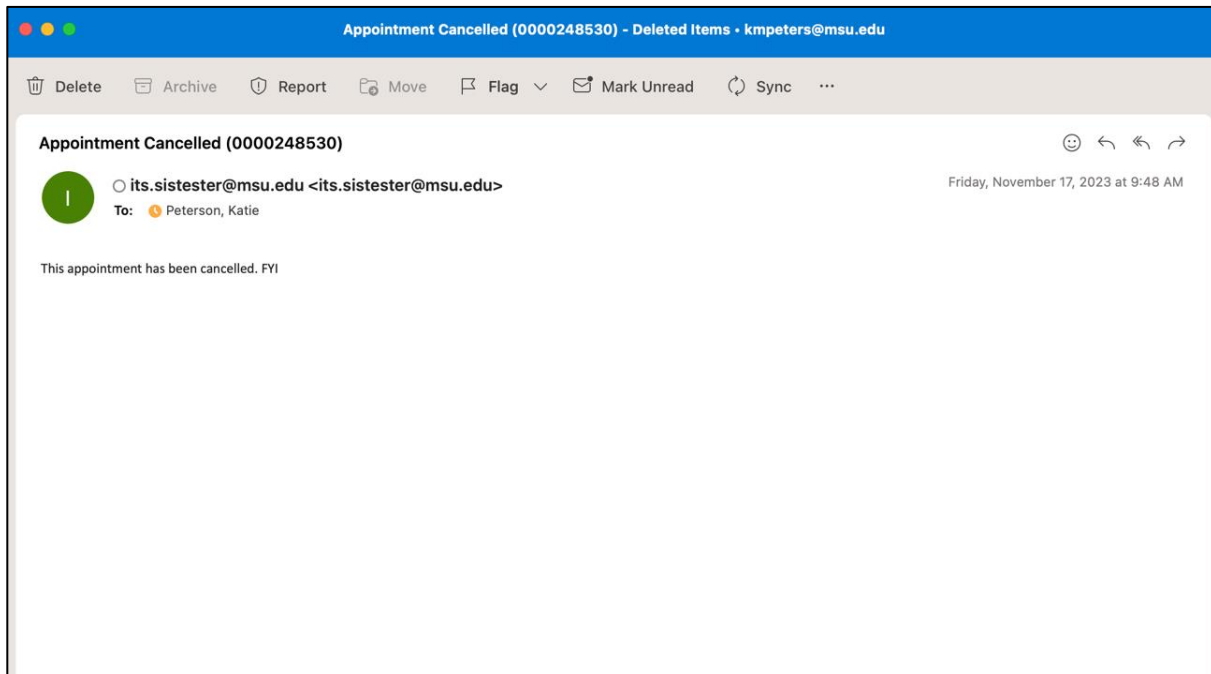 Appointment Cancelled (0000248530) - Deleted Items • kmpeters@msu.edu
Delete Archive Report Move Flag Mark Unread Sync ...
Appointment Cancelled (0000248530)
I
its.sistester@msu.edu <its.sistester@msu.edu>
Friday, November 17, 2023 at 9:48 AM
To: Peterson, Katie
This appointment has been cancelled. FYI